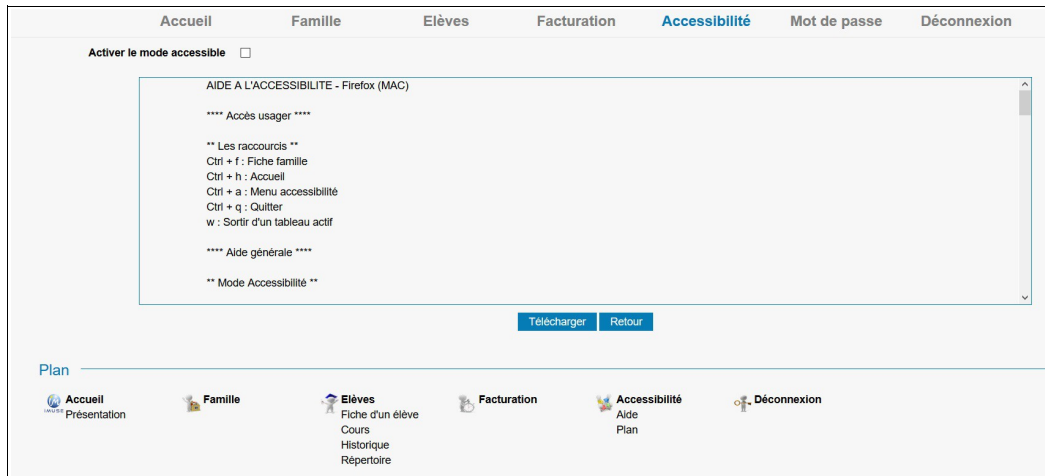 Accueil Famille Elèves Facturation Accessibilité Mot de passe Déconnexion
Activer le mode accessible
AIDE A L'ACCESSIBILITE - Firefox (MAC)
**** Accès usager ****
** Les raccourcis **
Ctrl + f : Fiche famille
Ctrl + h : Accueil
Ctrl + a : Menu accessibilité
Ctrl + q : Quitter
w : Sortir d'un tableau actif
**** Aide générale ****
** Mode Accessibilité **
Télécharger Retour
Plan
iMUSE Accueil Famille Elèves Facturation Accessibilité Déconnexion
Présentation Fiche d'un élève Aide
Cours Plan
Historique
Répertoire